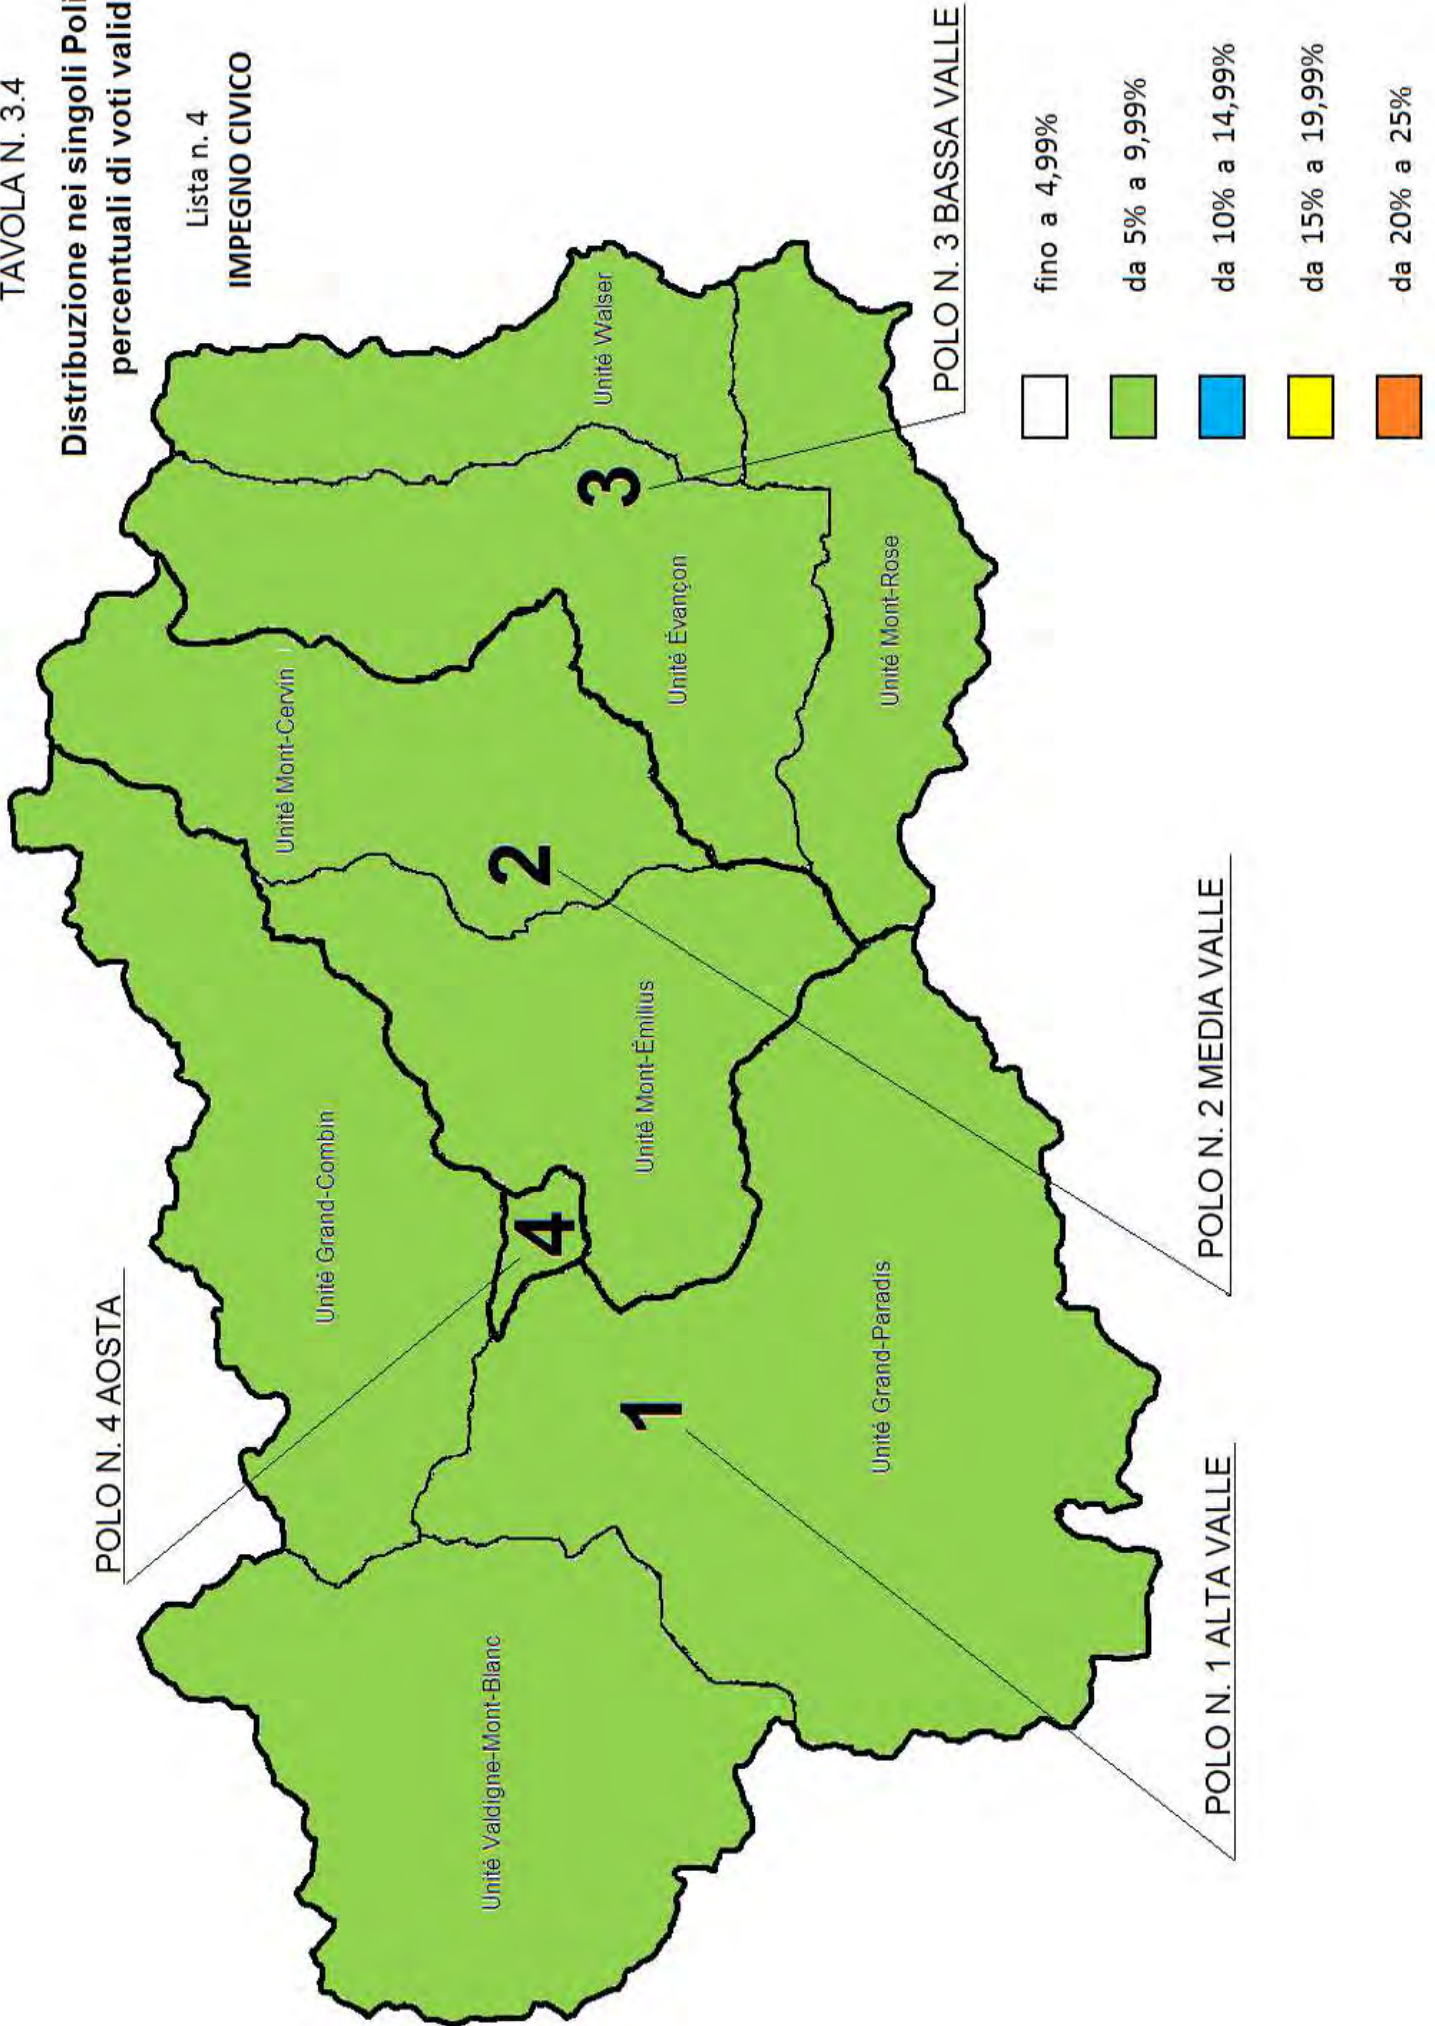 TAVOLA N. 3.4
Distribuzione nei singoli Poli
percentuali di voti valid
Lista n. 4
IMPEGNO CIVICO
POLO N. 4 AOSTA
Unité Valdigne-Mont-Blanc
Unité Grand-Combin
Unité Mont-Cervin
Unité Walser
1
4
2
3
Unité Grand-Paradis
Unité Mont-Émilius
Unité Évançon
Unité Mont-Rose
POLO N. 1 ALTA VALLE
POLO N. 2 MEDIA VALLE
POLO N. 3 BASSA VALLE
fino a 4,99%
da 5% a 9,99%
da 10% a 14,99%
da 15% a 19,99%
da 20% a 25%